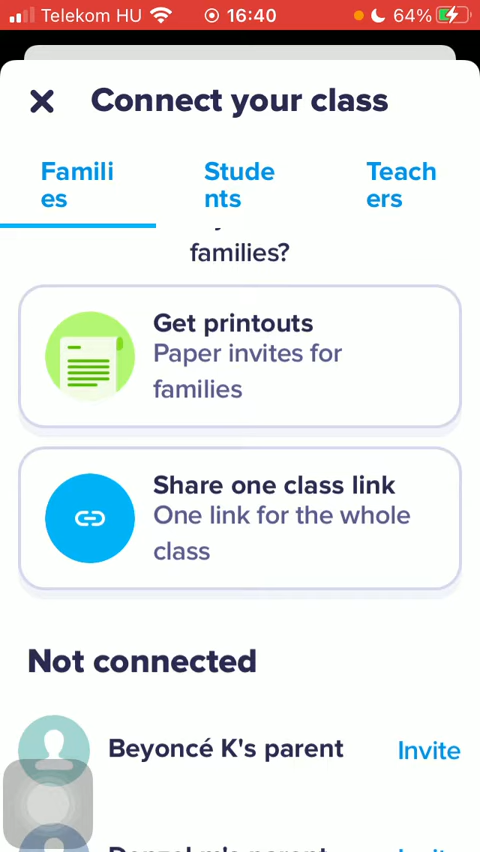 Telekom HU 16:40 64%
Connect your class
Famili
es
Stude
nts
Teach
ers
families?
Get printouts
Paper invites for
families
Share one class link
One link for the whole
class
Not connected
Beyoncé K's parent Invite